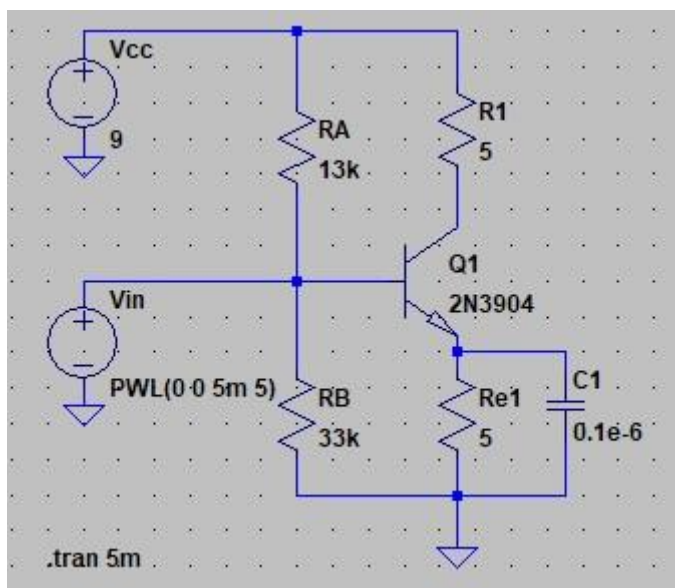 Vcc
9
RA
13k
R1
5
Q1
2N3904
Vin
PWL(0 0 5m 5)
RB
33k
Re1
5
C1
0.1e-6
.tran 5m